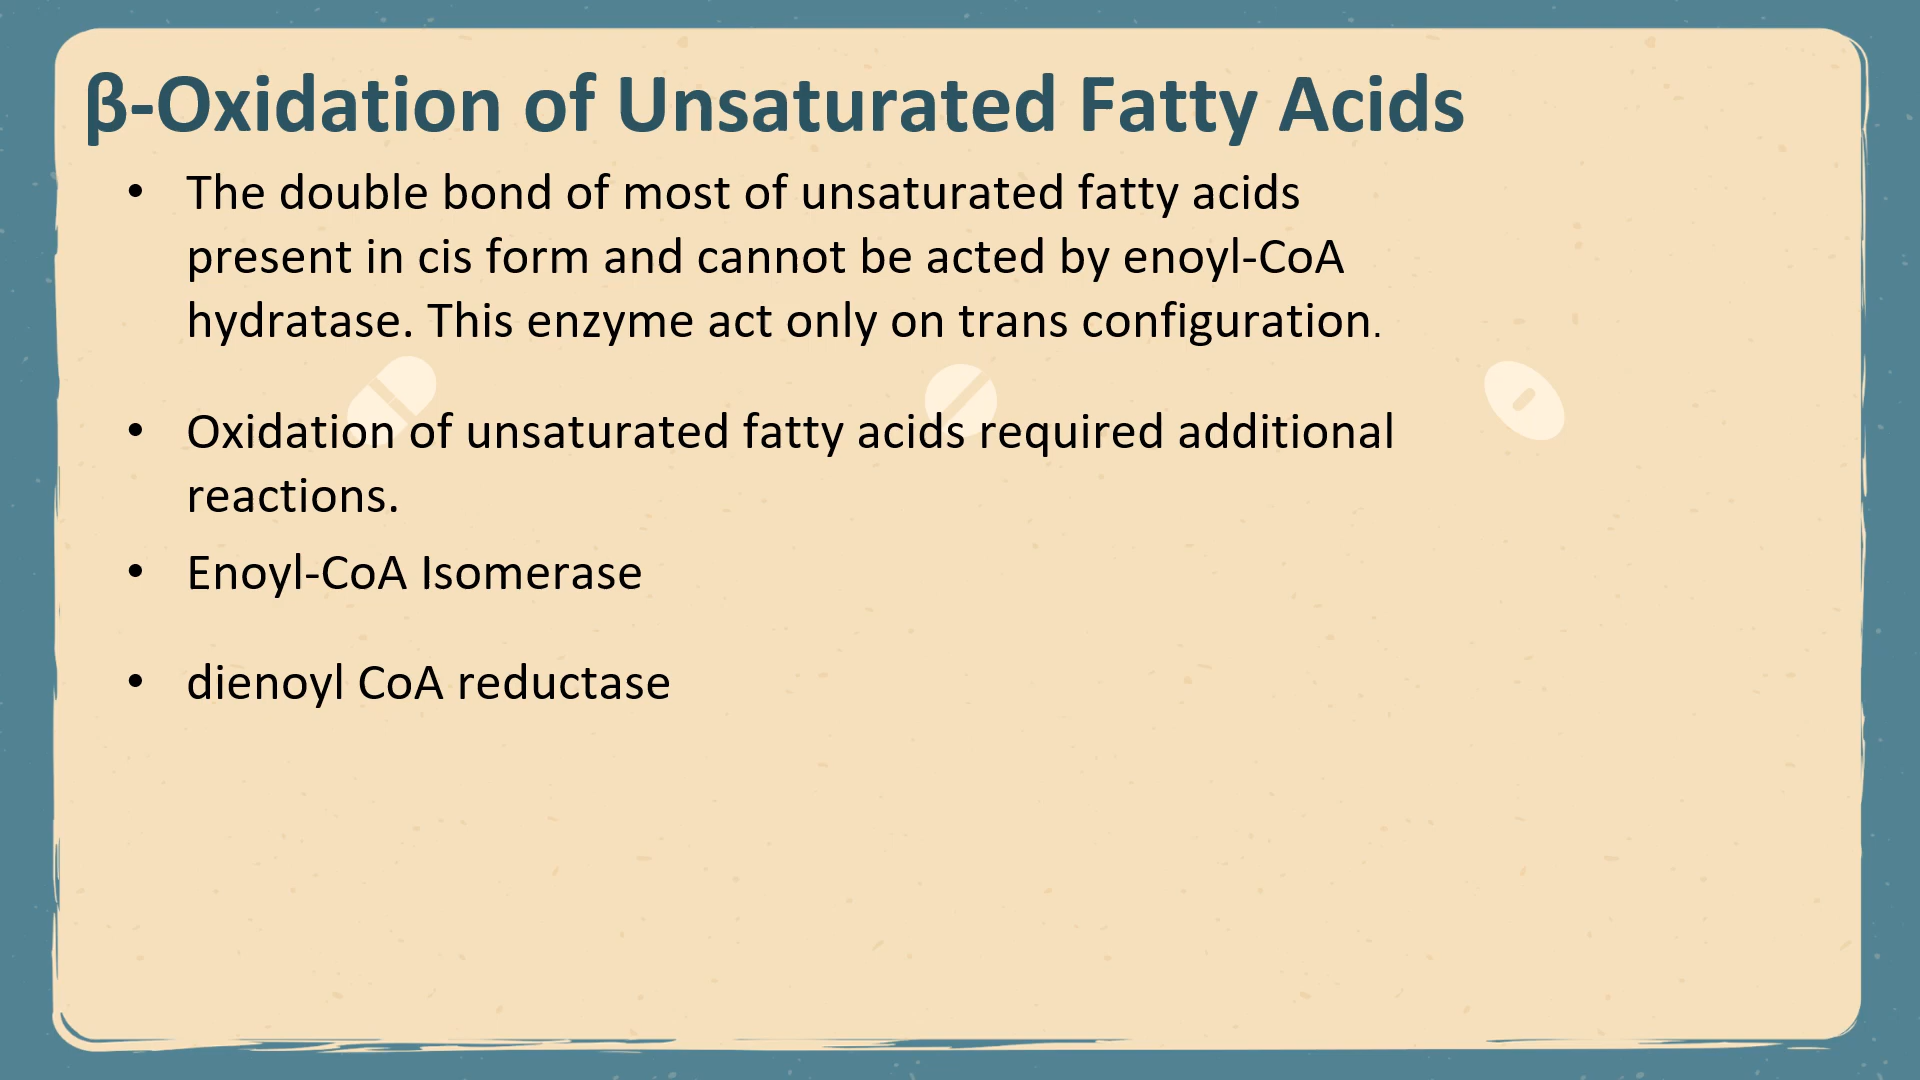 β-Oxidation of Unsaturated Fatty Acids
• The double bond of most of unsaturated fatty acids
present in cis form and cannot be acted by enoyl-CoA
hydratase. This enzyme act only on trans configuration.
• Oxidation of unsaturated fatty acids required additional
reactions.
• Enoyl-CoA Isomerase
• dienoyl CoA reductase